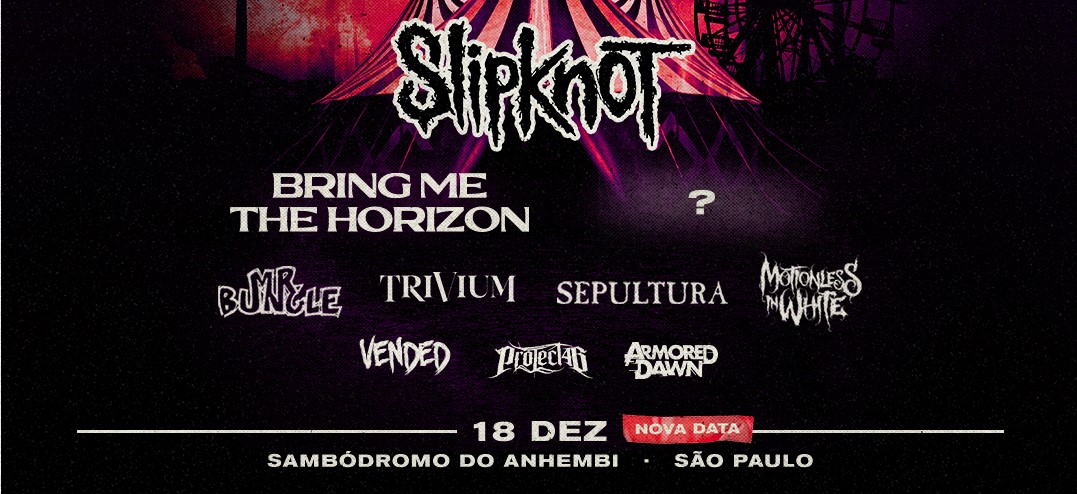 Slipknot
BRING ME
THE HORIZON
?
MR. BUNGLE
TRIVIUM
SEPULTURA
MOTIONLESS IN WHITE
VENDED
PROJECT46
ARMORED DAWN
18 DEZ NOVA DATA
SAMBÓDROMO DO ANHEMBI · SÃO PAULO